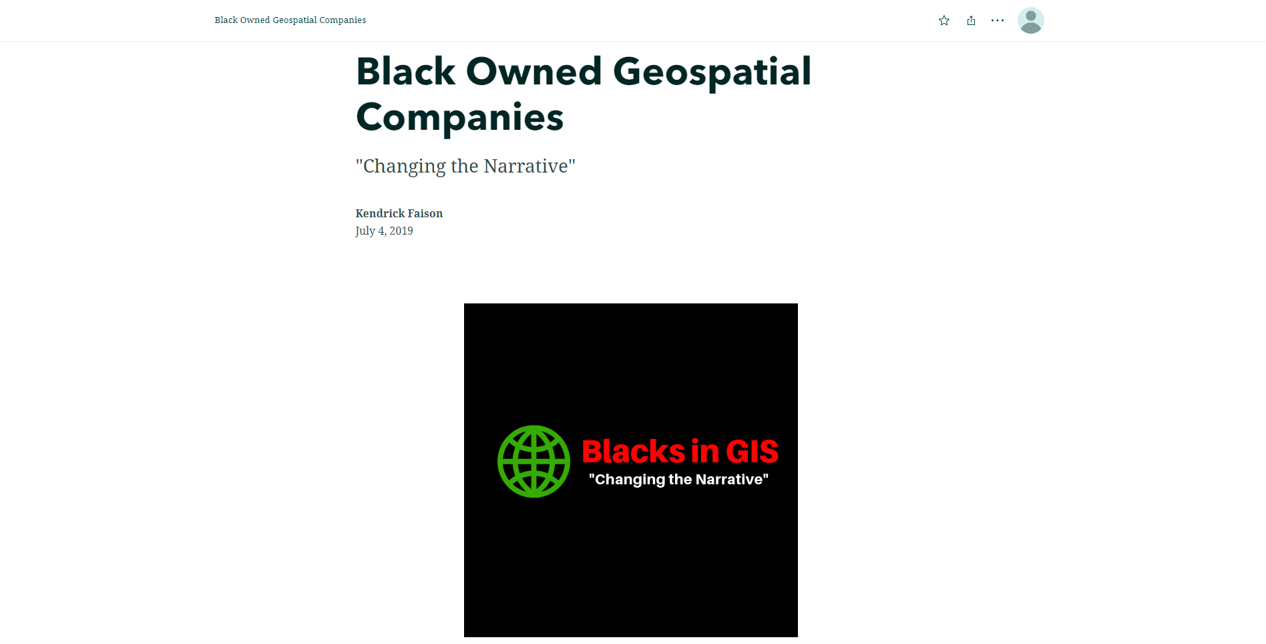 Black Owned Geospatial Companies
Black Owned Geospatial
Companies
"Changing the Narrative"
Kendrick Faison
July 4, 2019
Blacks in GIS
"Changing the Narrative"